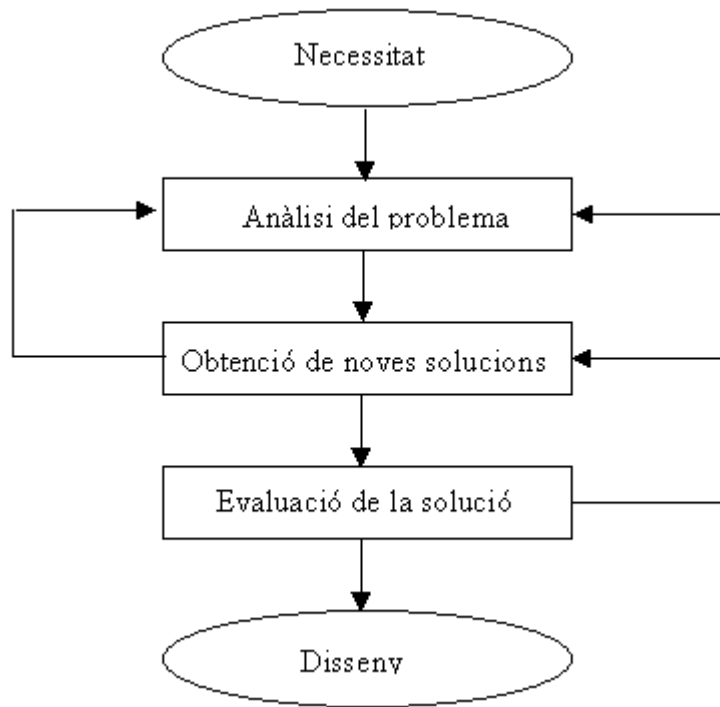 Necessitat
Anàlisi del problema
Obtenció de noves solucions
Evaluació de la solució
Disseny